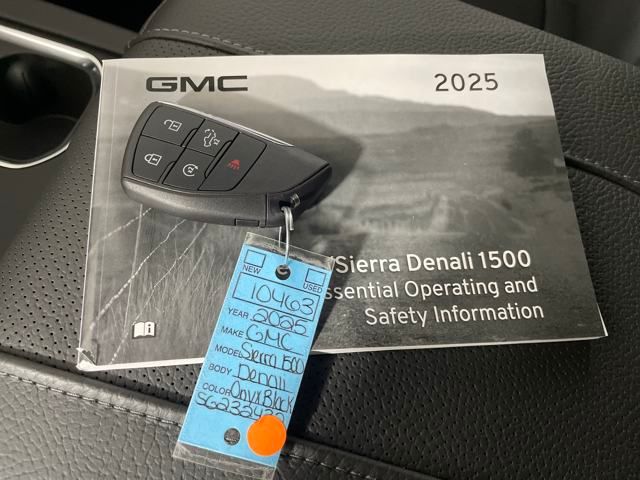 GMC 2025
Sierra Denali 1500
ssential Operating and
Safety Information
NEW USED
10463
YEAR 2025
MAKE GMC
MODEL Sierra 1500
BODY Denali
COLOR Onyx Black